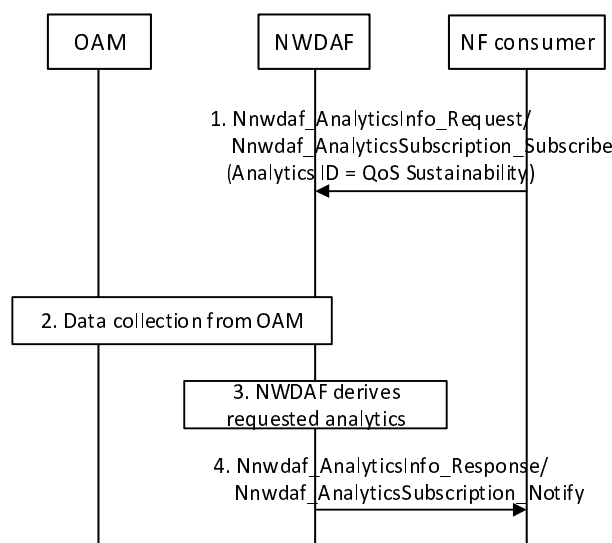 OAM
NWDAF
NF consumer
1. Nnwdaf_AnalyticsInfo_Request/
Nnwdaf_AnalyticsSubscription_Subscribe
(Analytics ID = QoS Sustainability)
2. Data collection from OAM
3. NWDAF derives
requested analytics
4. Nnwdaf_AnalyticsInfo_Response/
Nnwdaf_AnalyticsSubscription_Notify